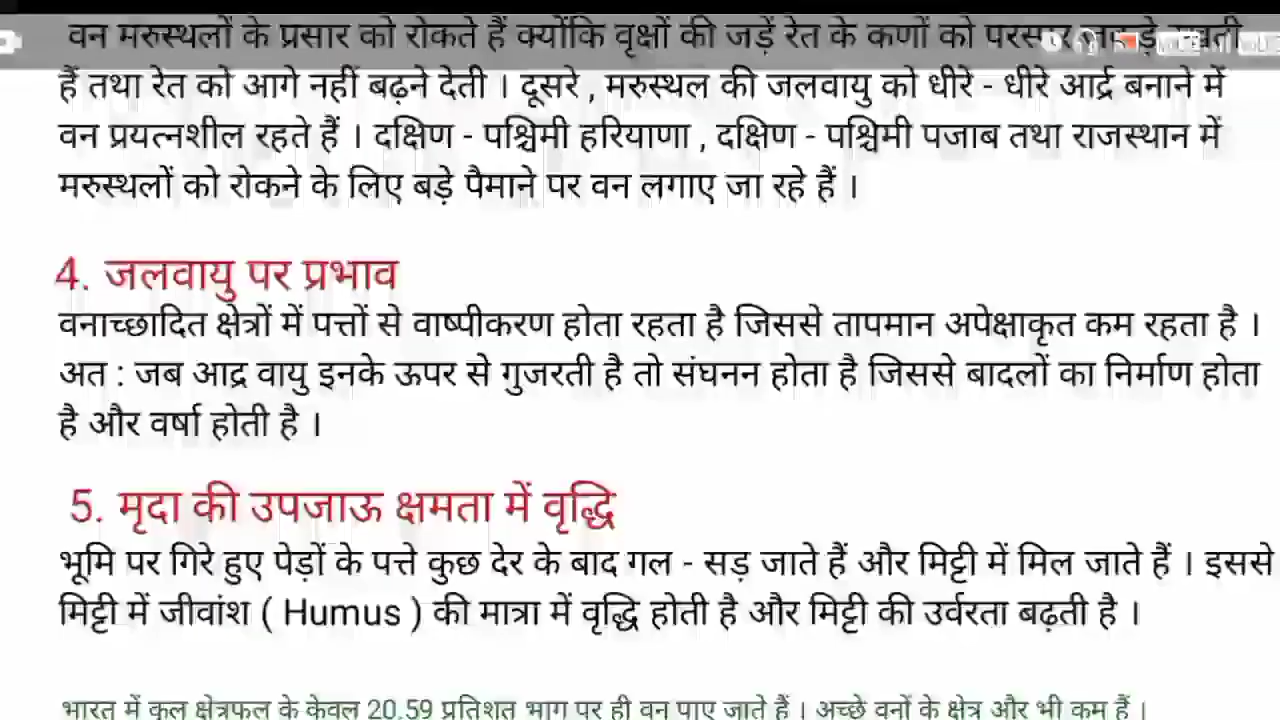 वन मरुस्थलों के प्रसार को रोकते हैं क्योंकि वृक्षों की जड़ें रेत के कणों को
हैं तथा रेत को आगे नहीं बढ़ने देती । दूसरे , मरुस्थल की जलवायु को धीरे - धीरे आर्द्र बनाने में
वन प्रयत्नशील रहते हैं । दक्षिण - पश्चिमी हरियाणा , दक्षिण - पश्चिमी पजाब तथा राजस्थान में
मरुस्थलों को रोकने के लिए बड़े पैमाने पर वन लगाए जा रहे हैं ।
4. जलवायु पर प्रभाव
वनाच्छादित क्षेत्रों में पत्तों से वाष्पीकरण होता रहता है जिससे तापमान अपेक्षाकृत कम रहता है ।
अत : जब आद्र वायु इनके ऊपर से गुजरती है तो संघनन होता है जिससे बादलों का निर्माण होता
है और वर्षा होती है ।
5. मृदा की उपजाऊ क्षमता में वृद्धि
भूमि पर गिरे हुए पेड़ों के पत्ते कुछ देर के बाद गल - सड़ जाते हैं और मिट्टी में मिल जाते हैं । इससे
मिट्टी में जीवांश ( Humus ) की मात्रा में वृद्धि होती है और मिट्टी की उर्वरता बढ़ती है ।
भारत में कुल क्षेत्रफल के केवल 20.59 प्रतिशत भाग पर ही वन पाए जाते हैं । अच्छे वनों के क्षेत्र और भी कम हैं ।